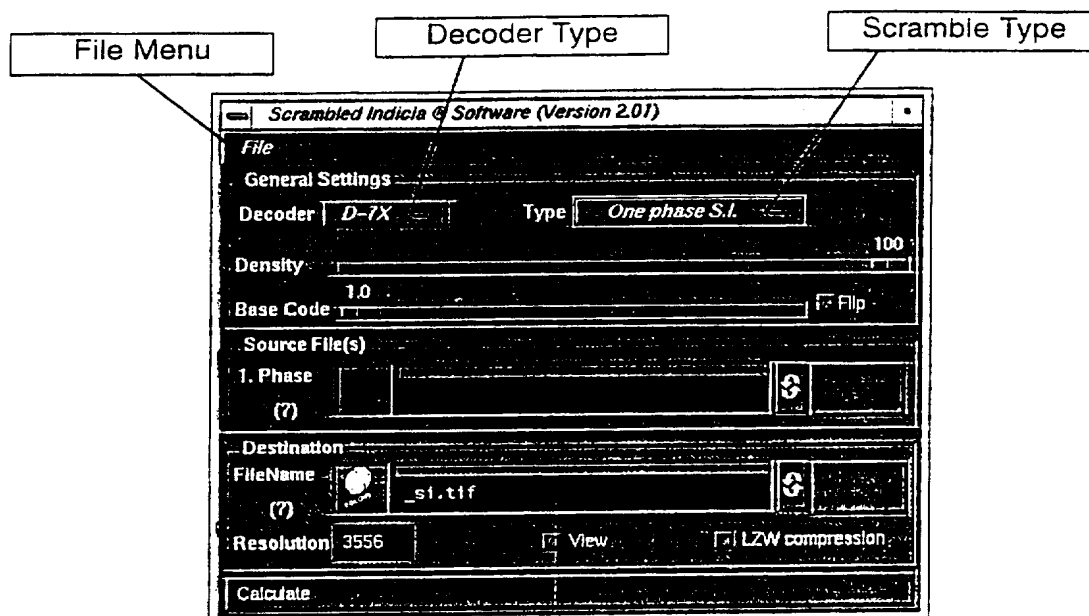 File Menu
Decoder Type
Scramble Type
Scrambled Indicia ® Software (Version 2.01)
File
General Settings
Decoder D-7X Type One phase S.I.
100
Density
1.0
Base Code Flip
Source File(s)
1. Phase
(?)
Destination
FileName
_si.tif
(?)
Resolution 3556 View LZW compression
Calculate